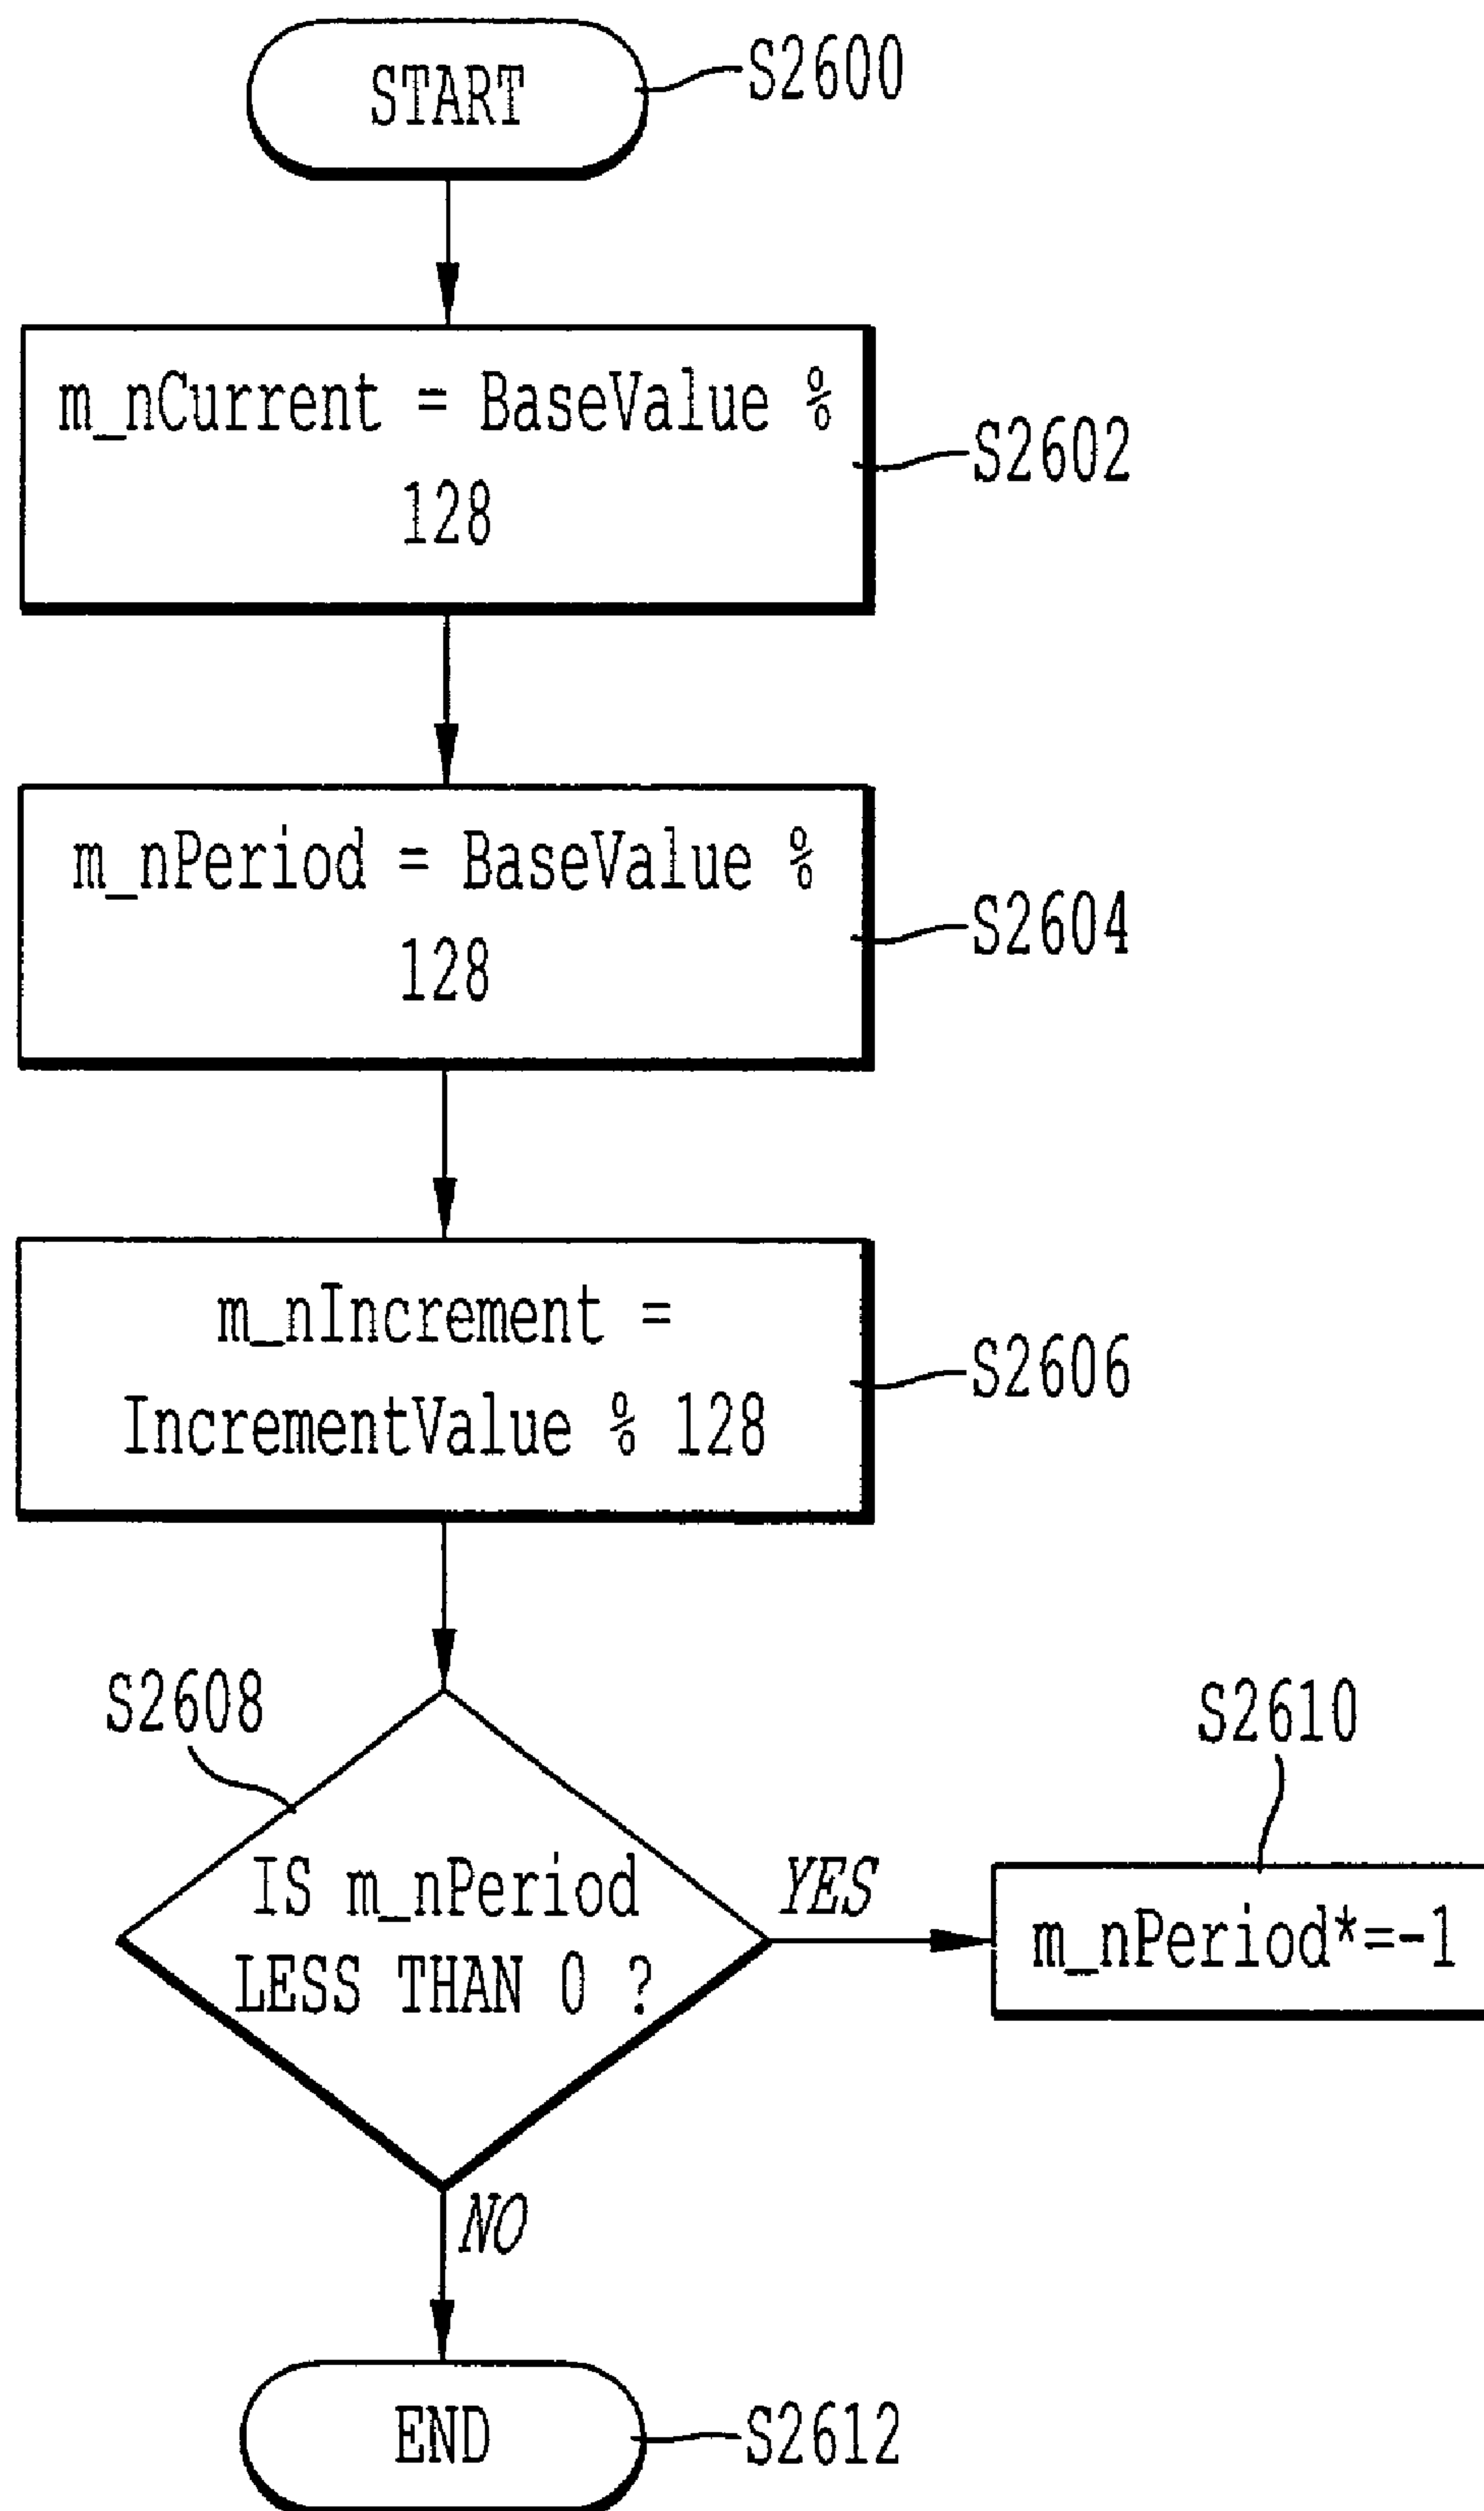 START
S2600
m_nCurrent = BaseValue %
128
S2602
m_nPeriod = BaseValue %
128
S2604
m_nIncrement =
IncrementValue % 128
S2606
S2608
IS m_nPeriod
LESS THAN 0 ?
YES
S2610
m_nPeriod*=-1
NO
END
S2612